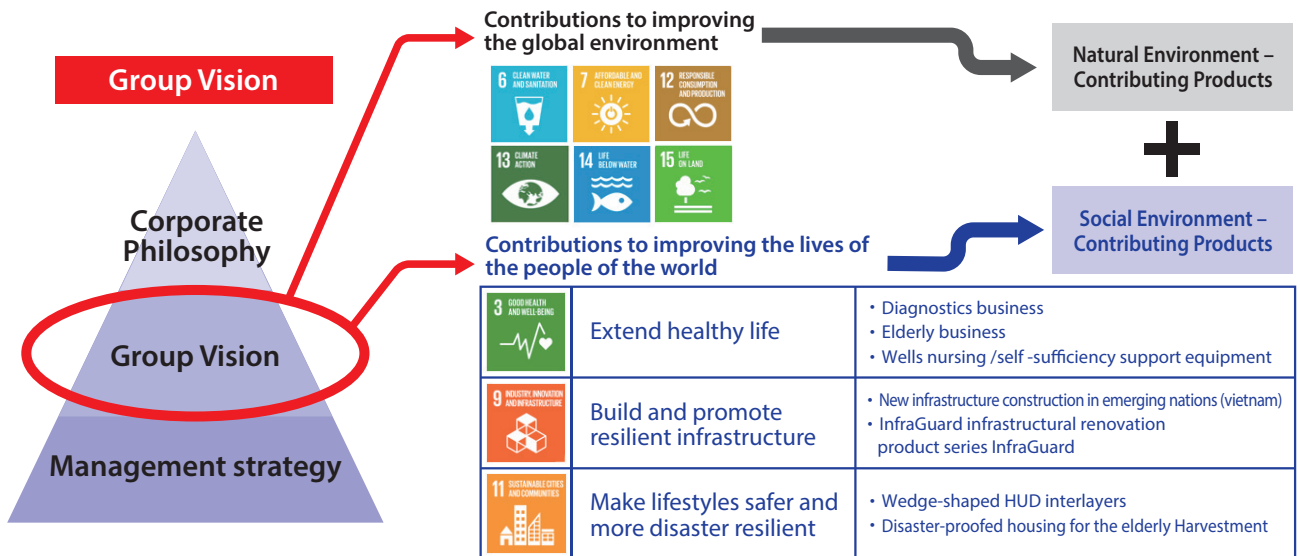 Group Vision
Corporate
Philosophy
Group Vision
Management strategy
Contributions to improving
the global environment
6 CLEAN WATER
AND SANITATION
7 AFFORDABLE AND
CLEAN ENERGY
12 RESPONSIBLE
CONSUMPTION
AND PRODUCTION
13 CLIMATE
ACTION
14 LIFE
BELOW WATER
15 LIFE
ON LAND
Natural Environment –
Contributing Products
+
Social Environment –
Contributing Products
Contributions to improving the lives of
the people of the world
3 GOOD HEALTH
AND WELL-BEING
Extend healthy life
・Diagnostics business
・Elderly business
・Wells nursing /self -sufficiency support equipment
9 INDUSTRY, INNOVATION
AND INFRASTRUCTURE
Build and promote
resilient infrastructure
・New infrastructure construction in emerging nations (vietnam)
・InfraGuard infrastructural renovation
product series InfraGuard
11 SUSTAINABLE CITIES
AND COMMUNITIES
Make lifestyles safer and
more disaster resilient
・Wedge-shaped HUD interlayers
・Disaster-proofed housing for the elderly Harvestment